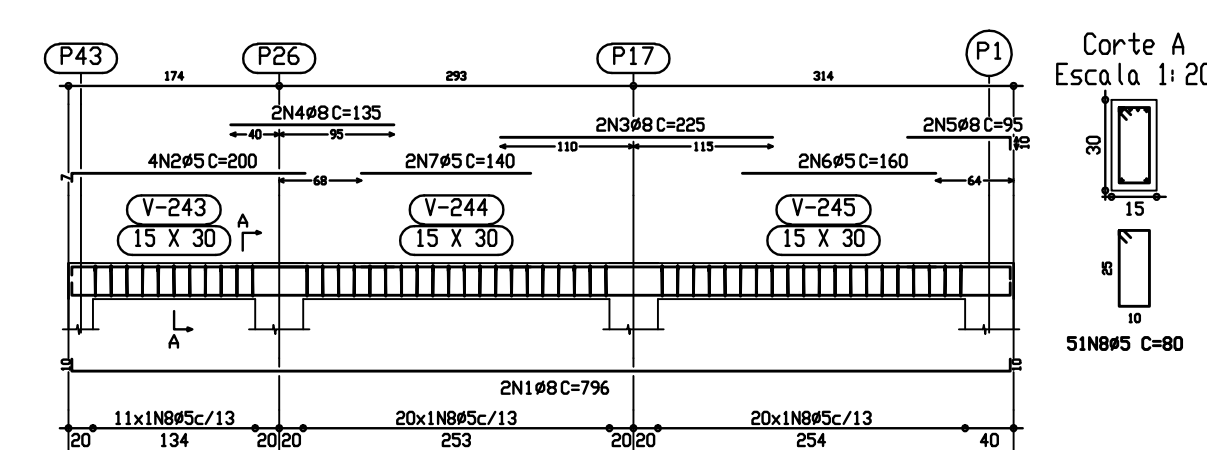 P43 P26 P17 P1 Corte A
Escala 1:20
174 293 314
2N4ø8 C=135
40 95
2N3ø8 C=225
110 115
2N5ø8 C=95
10
4N2ø5 C=200
7
2N7ø5 C=140
68
2N6ø5 C=160
64
30
15
V-243 V-244 V-245
15 X 30 15 X 30 15 X 30
A
A
25
10
51N8ø5 C=80
10 10
2N1ø8 C=796
11x1N8ø5c/13 20x1N8ø5c/13 20x1N8ø5c/13
20 134 20 20 253 20 20 254 40